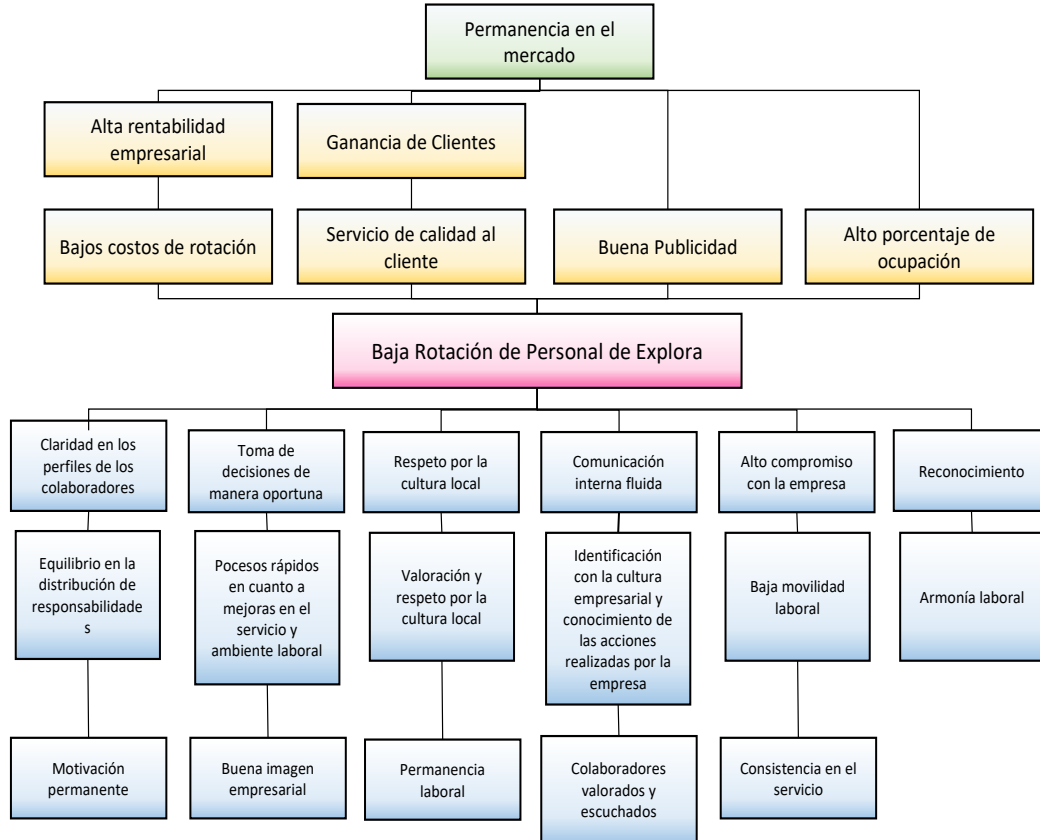 Permanencia en el
mercado
Alta rentabilidad
empresarial
Ganancia de Clientes
Bajos costos de rotación
Servicio de calidad al
cliente
Buena Publicidad
Alto porcentaje de
ocupación
Baja Rotación de Personal de Explora
Claridad en los
perfiles de los
colaboradores
Toma de
decisiones de
manera oportuna
Respeto por la
cultura local
Comunicación
interna fluida
Alto compromiso
con la empresa
Reconocimiento
Equilibrio en la
distribución de
responsabilidade
s
Pocesos rápidos
en cuanto a
mejoras en el
servicio y
ambiente laboral
Valoración y
respeto por la
cultura local
Identificación
con la cultura
empresarial y
conocimiento de
las acciones
realizadas por la
empresa
Baja movilidad
laboral
Armonía laboral
Motivación
permanente
Buena imagen
empresarial
Permanencia
laboral
Colaboradores
valorados y
escuchados
Consistencia en el
servicio